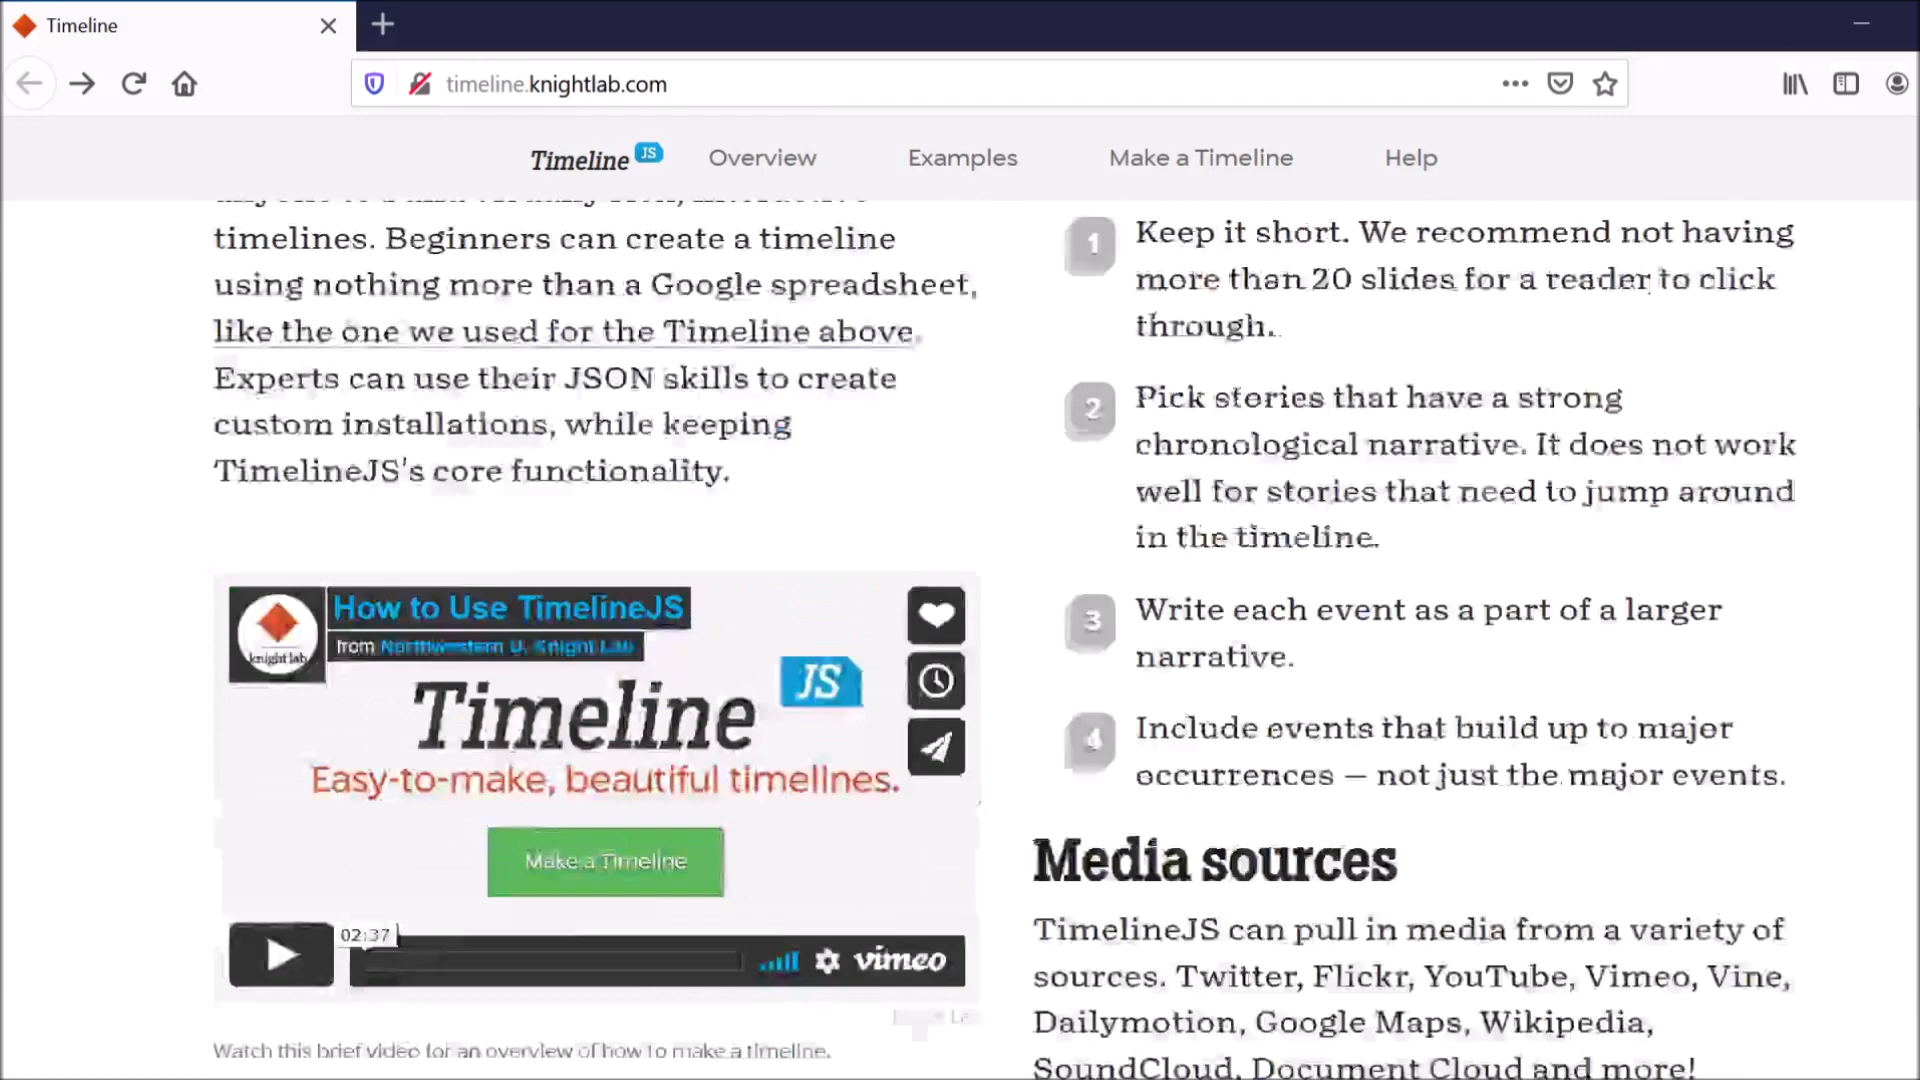 Timeline
timeline.knightlab.com
Timeline JS
Overview
Examples
Make a Timeline
Help
timelines. Beginners can create a timeline
using nothing more than a Google spreadsheet,
like the one we used for the Timeline above.
Experts can use their JSON skills to create
custom installations, while keeping
TimelineJS's core functionality.
How to Use TimelineJS
from Northwestern U. Knight Lab
knight lab
Timeline JS
Easy-to-make, beautiful timelines.
Make a Timeline
02:37
vimeo
Watch this brief video for an overview of how to make a timeline.
1 Keep it short. We recommend not having
more than 20 slides for a reader to click
through.
2 Pick stories that have a strong
chronological narrative. It does not work
well for stories that need to jump around
in the timeline.
3 Write each event as a part of a larger
narrative.
4 Include events that build up to major
occurrences — not just the major events.
Media sources
TimelineJS can pull in media from a variety of
sources. Twitter, Flickr, YouTube, Vimeo, Vine,
Dailymotion, Google Maps, Wikipedia,
SoundCloud, Document Cloud and more!